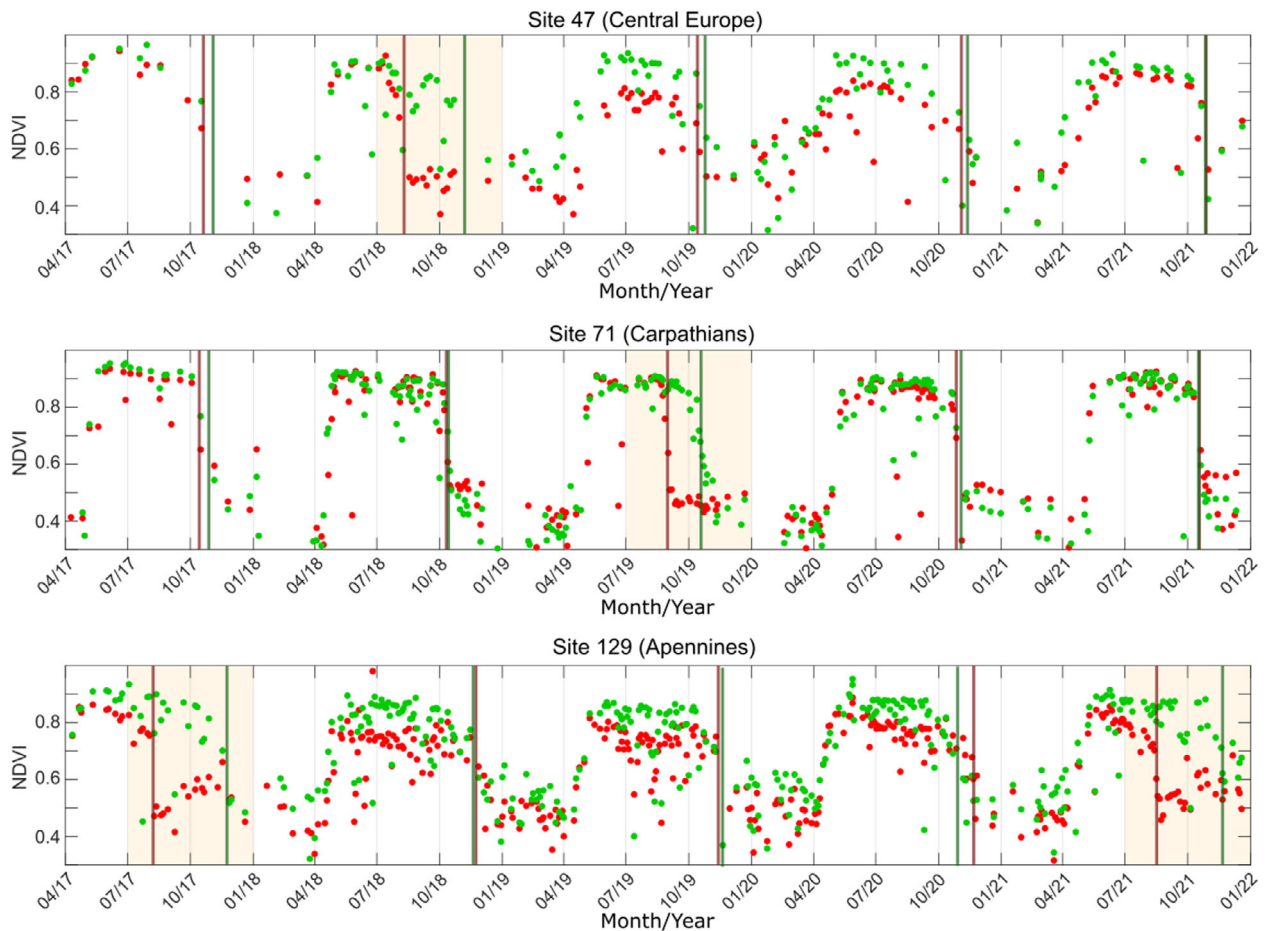 Site 47 (Central Europe)
NDVI
0.8
0.6
0.4
04/17 07/17 10/17 01/18 04/18 07/18 10/18 01/19 04/19 07/19 10/19 01/20 04/20 07/20 10/20 01/21 04/21 07/21 10/21 01/22
Month/Year
Site 71 (Carpathians)
NDVI
0.8
0.6
0.4
04/17 07/17 10/17 01/18 04/18 07/18 10/18 01/19 04/19 07/19 10/19 01/20 04/20 07/20 10/20 01/21 04/21 07/21 10/21 01/22
Month/Year
Site 129 (Apennines)
NDVI
0.8
0.6
0.4
04/17 07/17 10/17 01/18 04/18 07/18 10/18 01/19 04/19 07/19 10/19 01/20 04/20 07/20 10/20 01/21 04/21 07/21 10/21 01/22
Month/Year